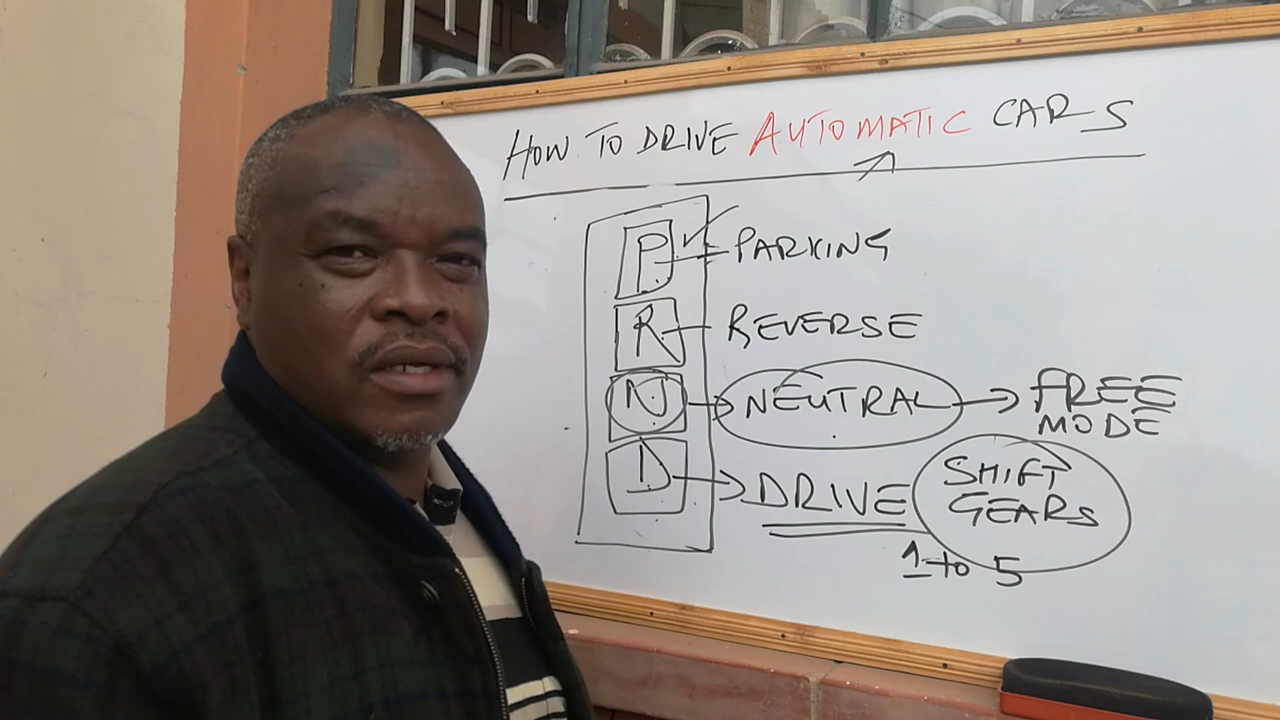 HOW TO DRIVE AUTOMATIC CARS
P PARKING
R REVERSE
N NEUTRAL FREE MODE
D DRIVE SHIFT GEARS
1 to 5